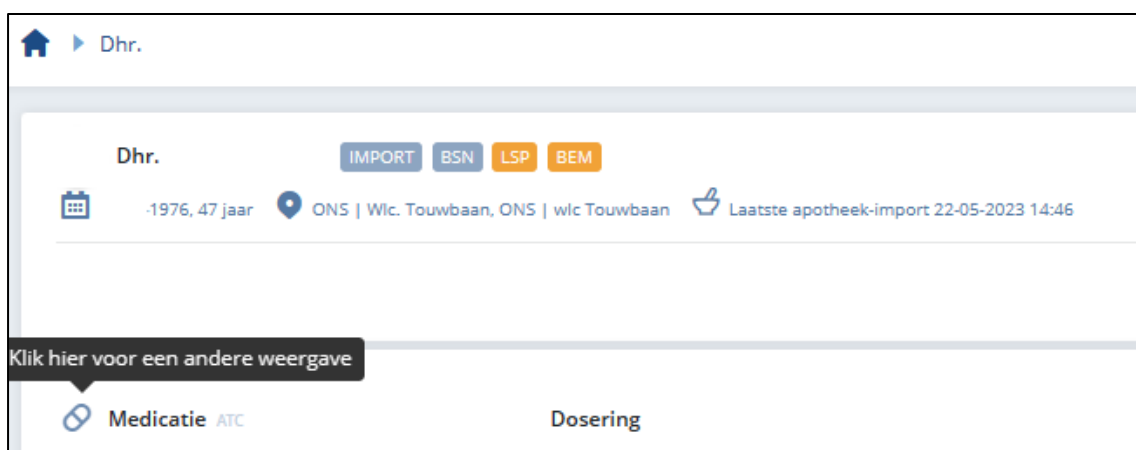 Dhr.
Dhr. IMPORT BSN LSP BEM
-1976, 47 jaar ONS | Wlc. Touwbaan, ONS | wlc Touwbaan Laatste apotheek-import 22-05-2023 14:46
Klik hier voor een andere weergave
Medicatie ATC Dosering